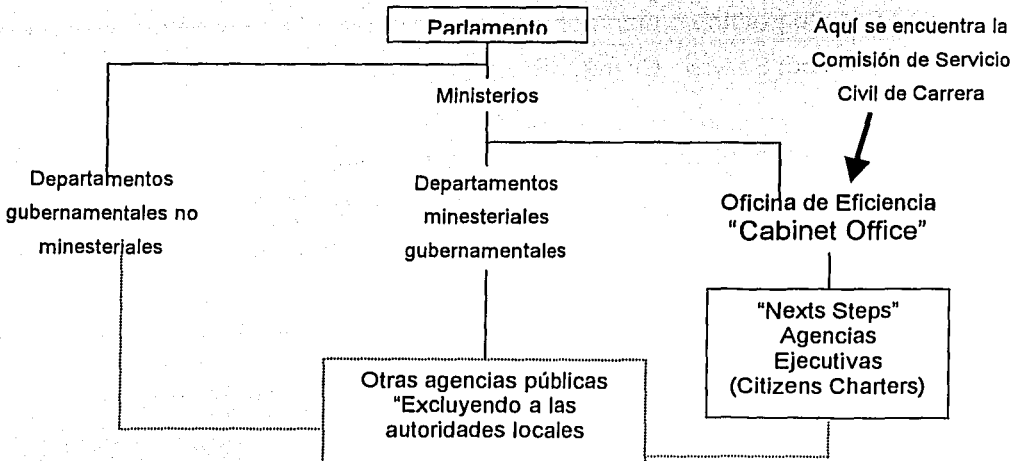 Parlamento
Aquí se encuentra la
Comisión de Servicio
Civil de Carrera
Ministerios
Departamentos
gubernamentales no
minesteriales
Departamentos
minesteriales
gubernamentales
Oficina de Eficiencia
"Cabinet Office"
"Nexts Steps"
Agencias
Ejecutivas
(Citizens Charters)
Otras agencias públicas
"Excluyendo a las
autoridades locales